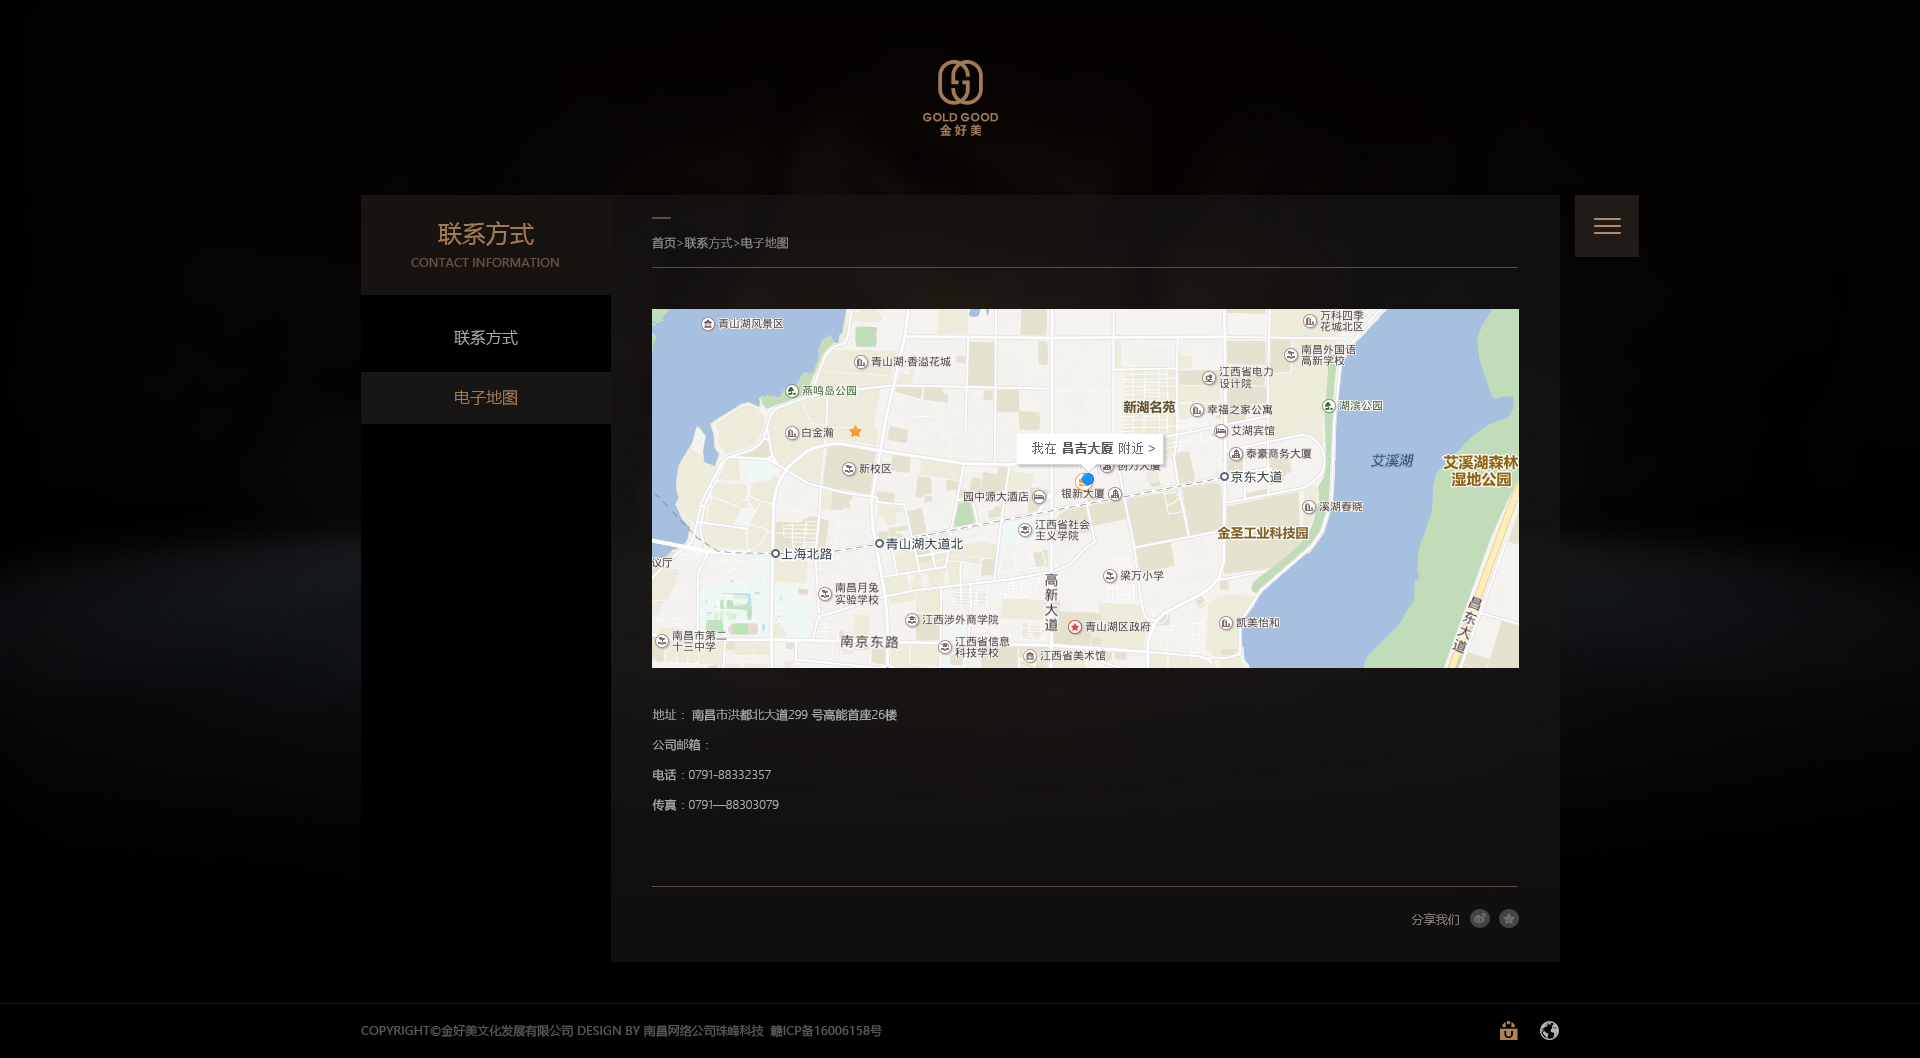 GOLD GOOD
金好美
联系方式
CONTACT INFORMATION
联系方式
电子地图
首页>联系方式>电子地图
青山湖风景区
万科四季
花城北区
南昌外国语
高新学校
青山湖·香溢花城
江西省电力
设计院
燕鸣岛公园
新湖名苑
幸福之家公寓
湖滨公园
白金瀚
艾湖宾馆
我在 昌吉大厦 附近 >
泰豪商务大厦
艾溪湖
艾溪湖森林
湿地公园
新校区
创力大厦
京东大道
园中源大酒店
银新大厦
溪湖春晓
江西省社会
主义学院
金圣工业科技园
上海北路
青山湖大道北
议厅
高新大道
梁万小学
南昌月兔
实验学校
昌东大道
江西涉外商学院
青山湖区政府
凯美怡和
南昌市第二
十三中学
南京东路
江西省信息
科技学校
江西省美术馆
地址： 南昌市洪都北大道299 号高能首座26楼
公司邮箱：
电话：0791-88332357
传真：0791—88303079
分享我们
COPYRIGHT©金好美文化发展有限公司 DESIGN BY 南昌网络公司珠峰科技 赣ICP备16006158号